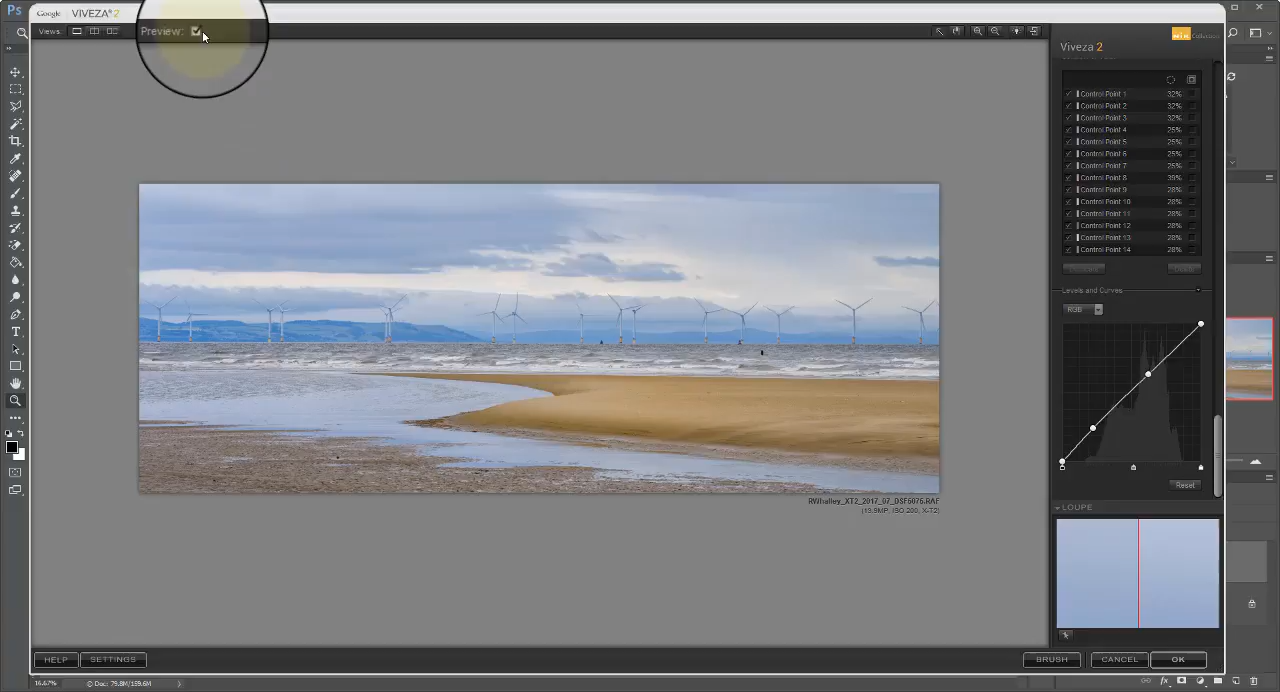 Ps
Google VIVEZA® 2
Views:
Preview:
nik Collection
Viveza 2
Control Point 1 32%
Control Point 2 32%
Control Point 3 32%
Control Point 4 25%
Control Point 5 25%
Control Point 6 25%
Control Point 7 25%
Control Point 8 39%
Control Point 9 28%
Control Point 10 28%
Control Point 11 28%
Control Point 12 28%
Control Point 13 28%
Control Point 14 28%
Levels and Curves
RGB
Reset
RWhalley_XT2_2017_07_DSF5075.RAF
(13.9MP, ISO 200, X-T2)
LOUPE
HELP
SETTINGS
BRUSH
CANCEL
OK
16.67%
Doc: 79.8M/159.6M
fx